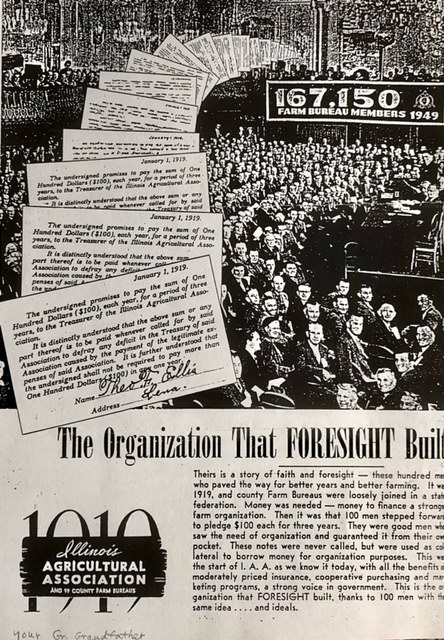 167,150
FARM BUREAU MEMBERS 1949
January 1, 1919.
The undersigned promises to pay the sum of One
Hundred Dollars ($100), each year, for a period of three
years, to the Treasurer of the Illinois Agricultural Asso-
ciation.
It is distinctly understood that the above sum or any
part thereof is to be paid whenever called for by said
January 1, 1919.
The undersigned promises to pay the sum of One
Hundred Dollars ($100), each year, for a period of three
years, to the Treasurer of the Illinois Agricultural Asso-
ciation.
It is distinctly understood that the above sum
part thereof is to be paid whenever
Association to defray any
Association caused by
penses of said
the
January 1, 1919.
The undersigned promises to pay the sum of One
Hundred Dollars ($100), each year, for a period of three
years, to the Treasurer of the Illinois Agricultural Asso-
ciation.
It is distinctly understood that the above sum or any
part thereof is to be paid whenever called for by said
Association to defray any deficit in the Treasury of said
Association caused by the payment of the legitimate ex-
penses of said Association. It is further understood that
the undersigned shall not be required to pay more than
One Hundred Dollars ($100) in any one year.
Name
Address
The Organization That FORESIGHT Buil
Theirs is a story of faith and foresight — these hundred me
who paved the way for better years and better farming. It wa
1919, and county Farm Bureaus were loosely joined in a sta
federation. Money was needed — money to finance a stronge
farm organization. Then it was that 100 men stepped forwar
to pledge $100 each for three years. They were good men wh
saw the need of organization and guaranteed it from their ow
pocket. These notes were never called, but were used as col
lateral to borrow money for organization purposes. This wa
the start of I. A. A. as we know it today, with all the benefits o
moderately priced insurance, cooperative purchasing and mar
keting programs, a strong voice in government. This is the or
ganization that FORESIGHT built, thanks to 100 men with th
same idea .... and ideals.
1919
Illinois
AGRICULTURAL
ASSOCIATION
AND 99 COUNTY FARM BUREAUS
1919
your Gr Grandfather